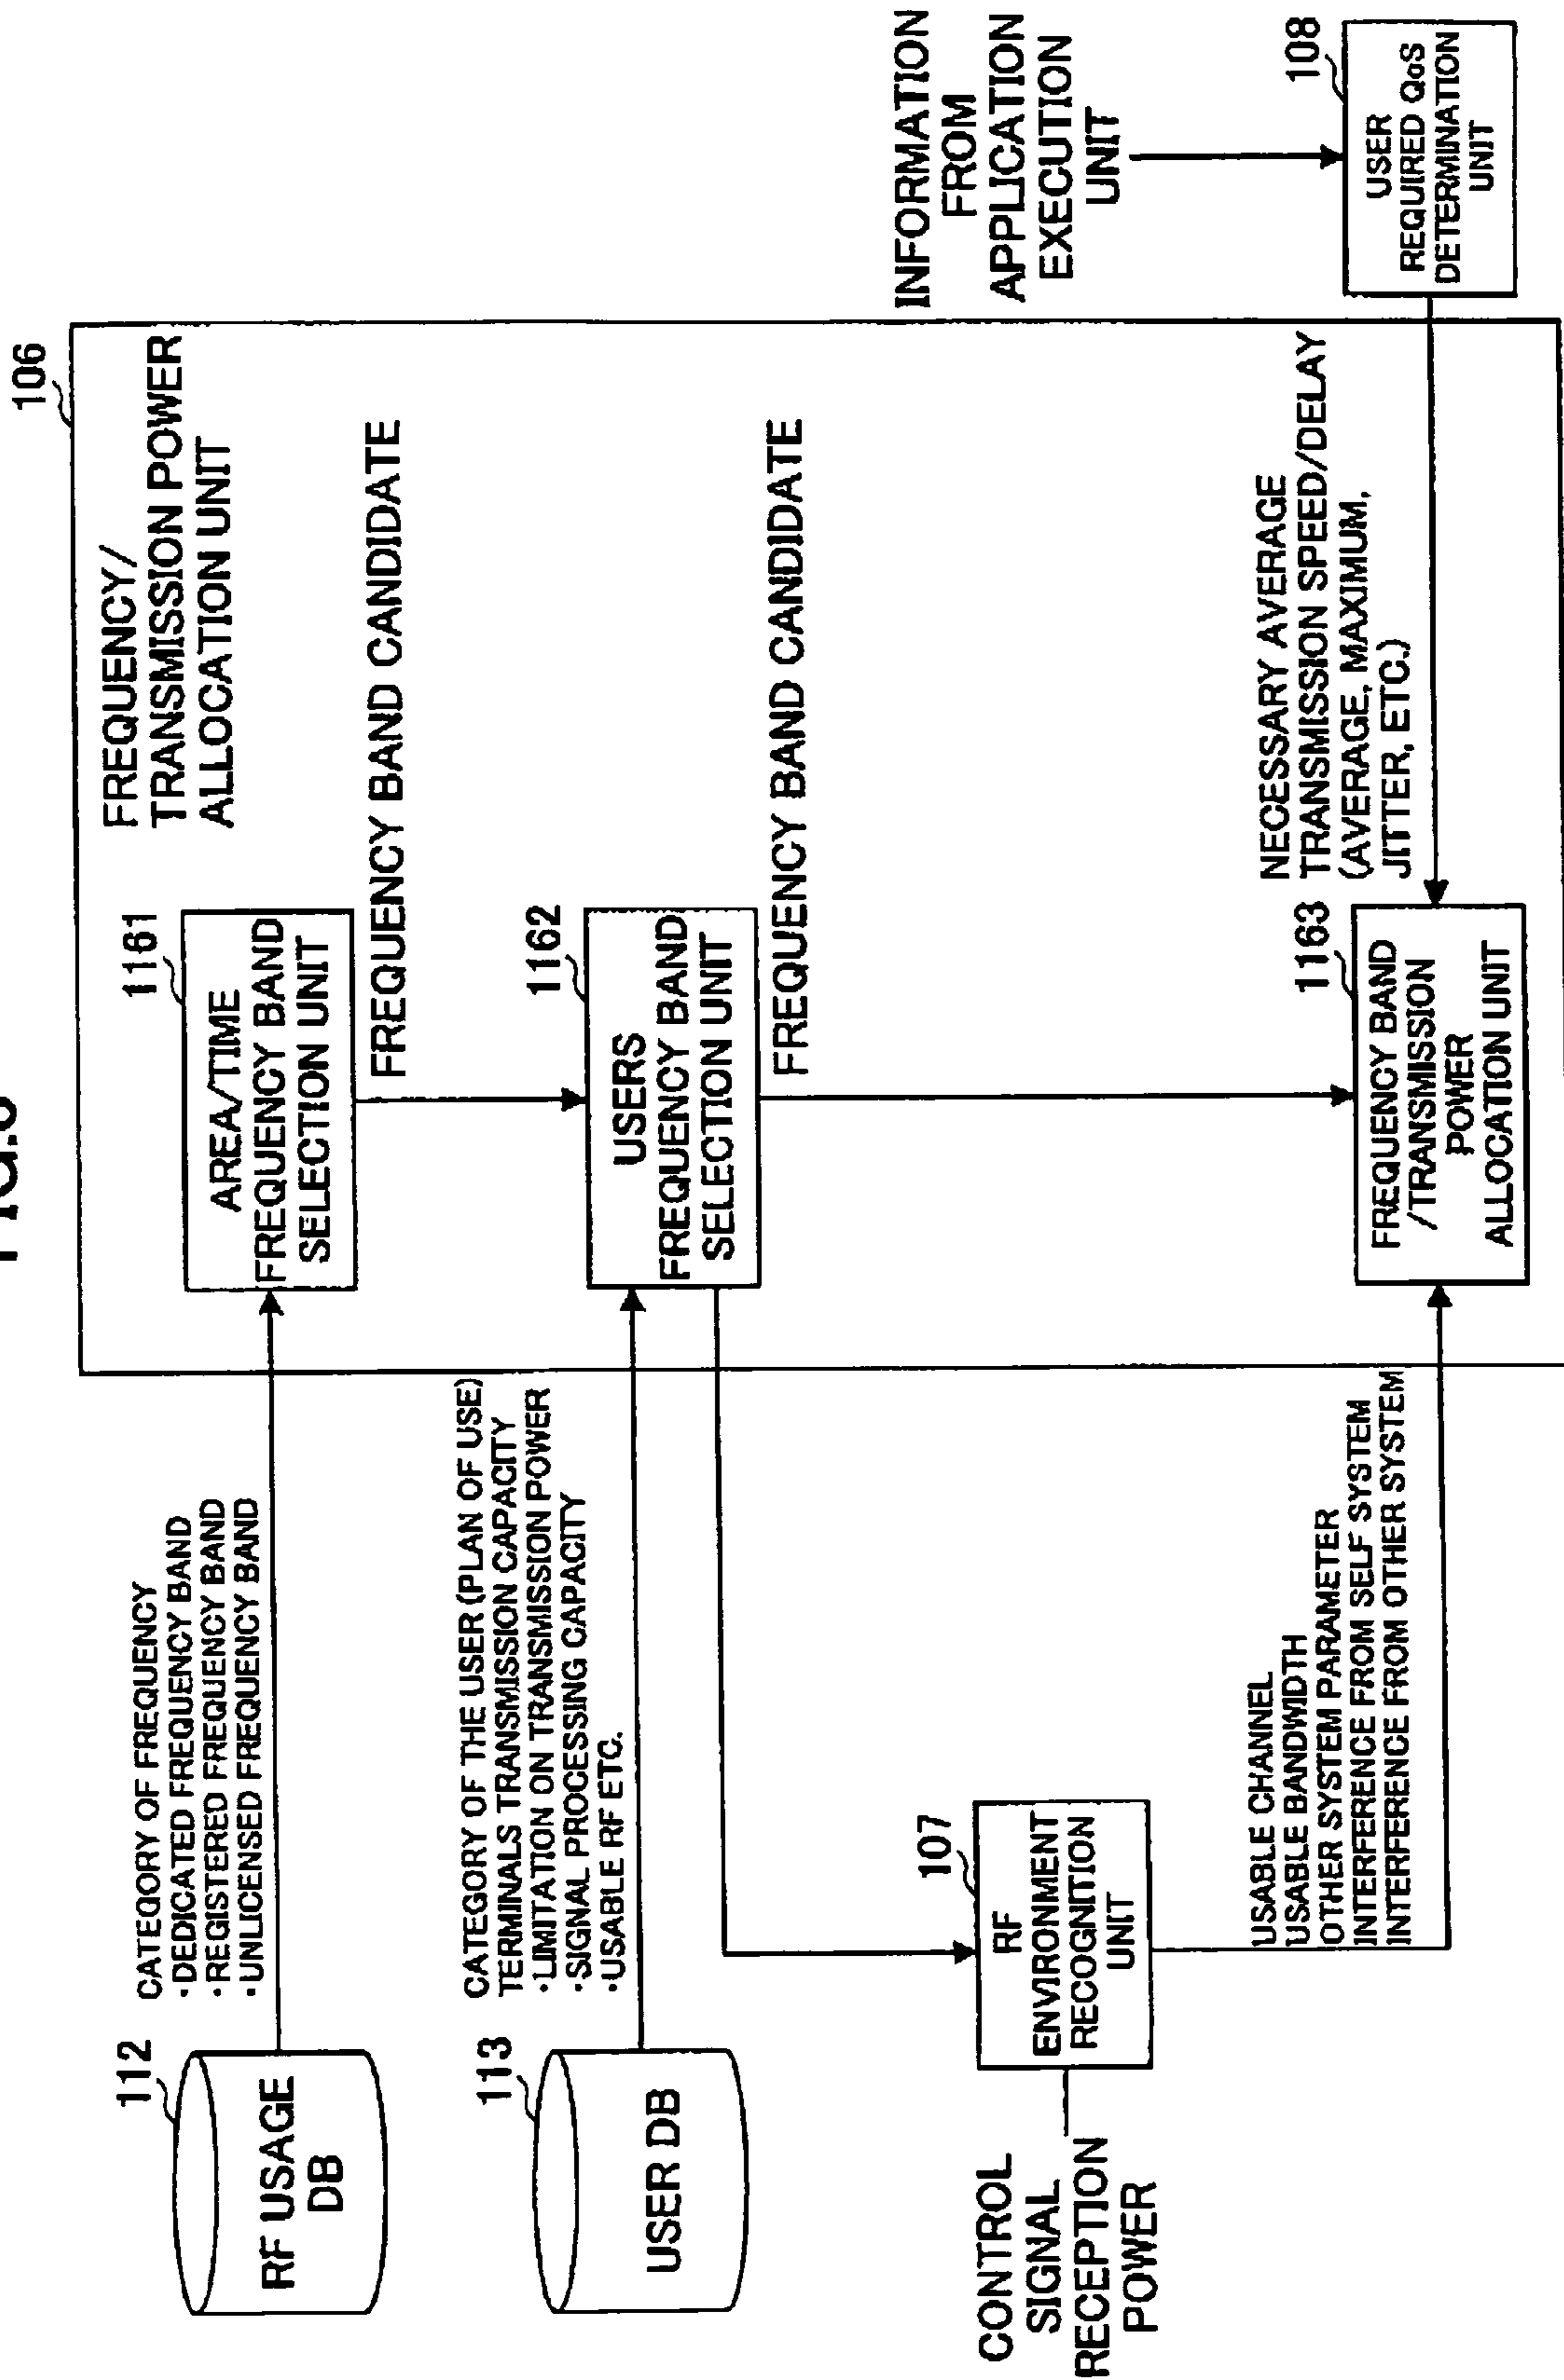 FIG.
106
FREQUENCY/
TRANSMISSION POWER
ALLOCATION UNIT
112
RF USAGE
DB
CATEGORY OF FREQUENCY
・DEDICATED FREQUENCY BAND
・REGISTERED FREQUENCY BAND
・UNLICENSED FREQUENCY BAND
1161
AREA/TIME
FREQUENCY BAND
SELECTION UNIT
FREQUENCY BAND CANDIDATE
113
USER DB
CATEGORY OF THE USER (PLAN OF USE)
TERMINALS TRANSMISSION CAPACITY
・LIMITATION ON TRANSMISSION POWER
・SIGNAL PROCESSING CAPACITY
・USABLE RF ETC.
1162
USERS
FREQUENCY BAND
SELECTION UNIT
FREQUENCY BAND CANDIDATE
CONTROL
SIGNAL
RECEPTION
POWER
107
RF
ENVIRONMENT
RECOGNITION
UNIT
USABLE CHANNEL
USABLE BANDWIDTH
OTHER SYSTEM PARAMETER
INTERFERENCE FROM SELF SYSTEM
INTERFERENCE FROM OTHER SYSTEM
1163
FREQUENCY BAND
/TRANSMISSION
POWER
ALLOCATION UNIT
NECESSARY AVERAGE
TRANSMISSION SPEED/DELAY
(AVERAGE, MAXIMUM,
JITTER, ETC.)
INFORMATION
FROM
APPLICATION
EXECUTION
UNIT
108
USER
REQUIRED QoS
DETERMINATION
UNIT